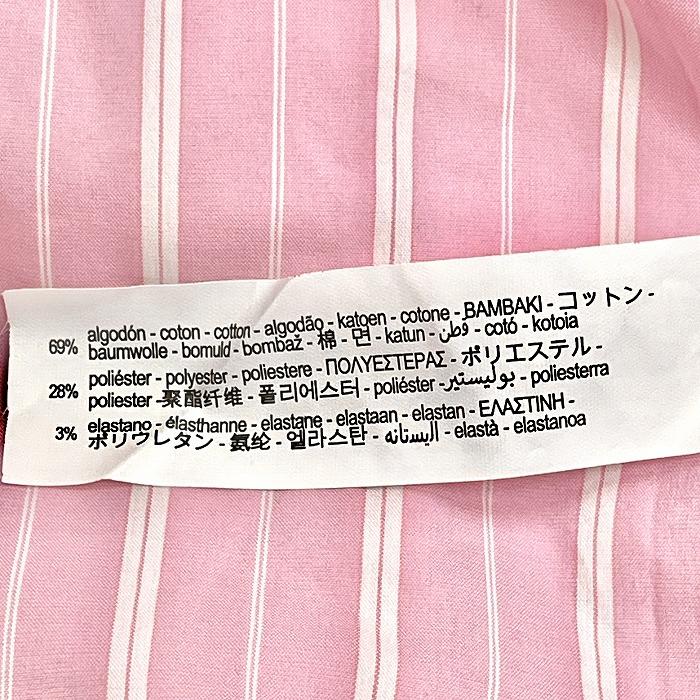 69% algodón - coton - cotton - algodão - katoen - cotone - BAMBAKI - コットン -
baumwolle - bomuld - bombaž - 棉 - 면 - katun - قطن - cotó - kotoia
28% poliéster - polyester - poliestere - ΠΟΛΥΕΣΤΕΡΑΣ - ポリエステル -
poliester -聚酯纤维 - 폴리에스터 - poliéster - بوليستير - poliesterra
3% elastano - élasthanne - elastane - elastaan - elastan - ΕΛΑΣΤΙΝΗ -
ポリウレタン - 氨纶 - 엘라스탄 - اليستانه - elastà - elastanoa